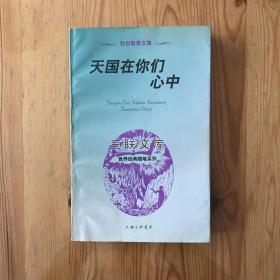 托尔斯泰文集
天国在你们
心中
三联文库
世界经典随笔系列
上海三联书店